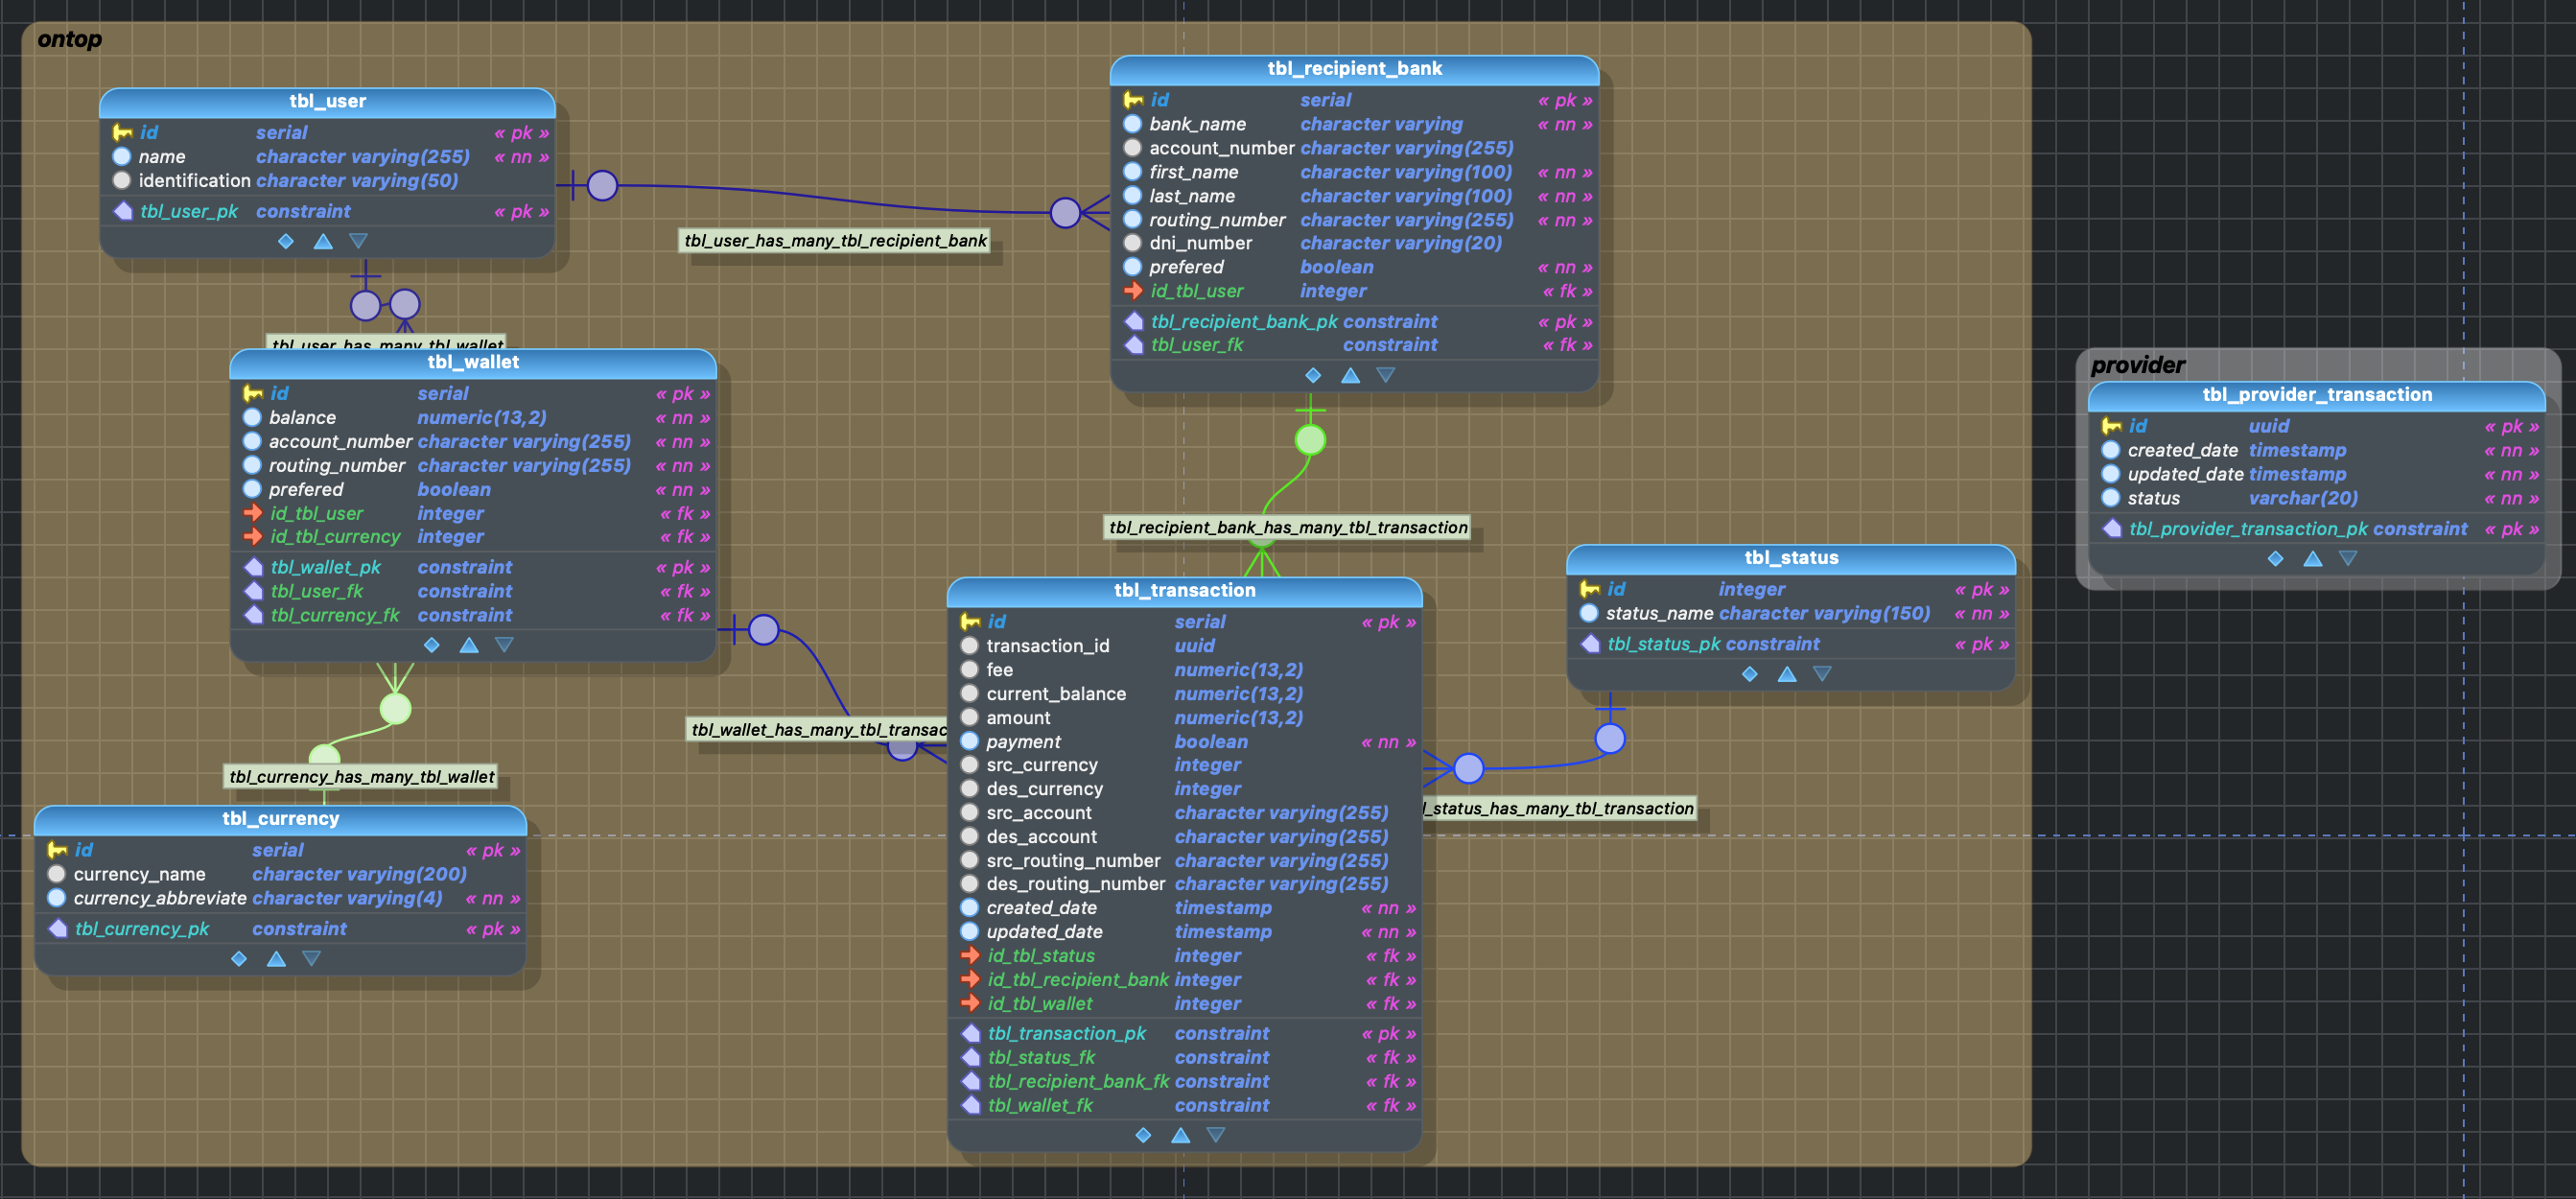 ontop
tbl_user
id serial « pk »
name character varying(255) « nn »
identification character varying(50)
tbl_user_pk constraint « pk »
tbl_user_has_many_tbl_recipient_bank
tbl_recipient_bank
id serial « pk »
bank_name character varying « nn »
account_number character varying(255)
first_name character varying(100) « nn »
last_name character varying(100) « nn »
routing_number character varying(255) « nn »
dni_number character varying(20)
prefered boolean « nn »
id_tbl_user integer « fk »
tbl_recipient_bank_pk constraint « pk »
tbl_user_fk constraint « fk »
tbl_user_has_many_tbl_wallet
tbl_wallet
id serial « pk »
balance numeric(13,2) « nn »
account_number character varying(255) « nn »
routing_number character varying(255) « nn »
prefered boolean « nn »
id_tbl_user integer « fk »
id_tbl_currency integer « fk »
tbl_wallet_pk constraint « pk »
tbl_user_fk constraint « fk »
tbl_currency_fk constraint « fk »
tbl_recipient_bank_has_many_tbl_transaction
tbl_wallet_has_many_tbl_transac
tbl_currency_has_many_tbl_wallet
tbl_currency
id serial « pk »
currency_name character varying(200)
currency_abbreviate character varying(4) « nn »
tbl_currency_pk constraint « pk »
tbl_transaction
id serial « pk »
transaction_id uuid
fee numeric(13,2)
current_balance numeric(13,2)
amount numeric(13,2)
payment boolean « nn »
src_currency integer
des_currency integer
src_account character varying(255)
des_account character varying(255)
src_routing_number character varying(255)
des_routing_number character varying(255)
created_date timestamp « nn »
updated_date timestamp « nn »
id_tbl_status integer « fk »
id_tbl_recipient_bank integer « fk »
id_tbl_wallet integer « fk »
tbl_transaction_pk constraint « pk »
tbl_status_fk constraint « fk »
tbl_recipient_bank_fk constraint « fk »
tbl_wallet_fk constraint « fk »
tbl_status
id integer « pk »
status_name character varying(150) « nn »
tbl_status_pk constraint « pk »
l_status_has_many_tbl_transaction
provider
tbl_provider_transaction
id uuid « pk »
created_date timestamp « nn »
updated_date timestamp « nn »
status varchar(20) « nn »
tbl_provider_transaction_pk constraint « pk »